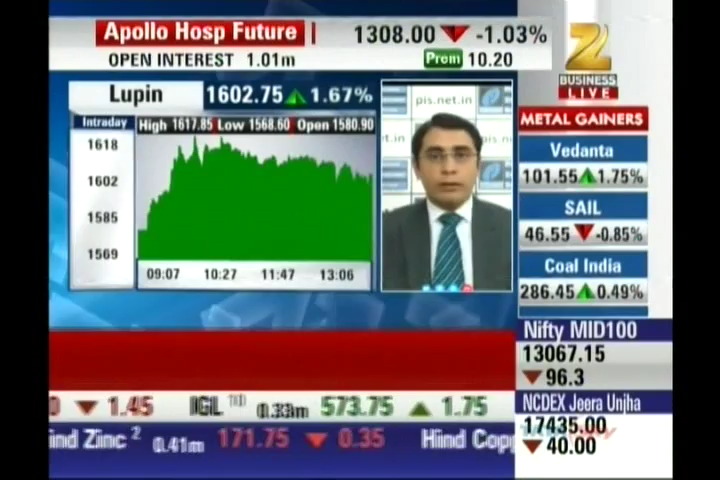 Apollo Hosp Future 1308.00 -1.03%
OPEN INTEREST 1.01m Prem 10.20
Z
BUSINESS
LIVE
Lupin 1602.75 1.67%
Intraday High 1617.85 Low 1568.60 Open 1580.90
1618
1602
1585
1569
09:07 10:27 11:47 13:06
pis.net.in
METAL GAINERS
Vedanta
101.55 1.75%
SAIL
46.55 -0.85%
Coal India
286.45 0.49%
Nifty MID100
13067.15
96.3
NCDEX Jeera Unjha
17435.00
40.00
0 1.45 IGL 0.33m 573.75 1.75
ind Zinc 2 0.41m 171.75 0.35 Hind Copp